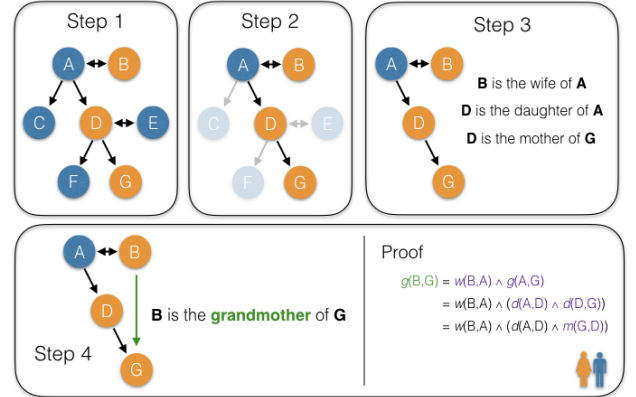 Step 1
A
B
C
D
E
F
G
Step 2
A
B
C
D
E
F
G
Step 3
A
B
D
G
B is the wife of A
D is the daughter of A
D is the mother of G
Step 4
A
B
D
G
B is the grandmother of G
Proof
g(B,G) = w(B,A) ∧ g(A,G)
= w(B,A) ∧ (d(A,D) ∧ d(D,G))
= w(B,A) ∧ (d(A,D) ∧ m(G,D))